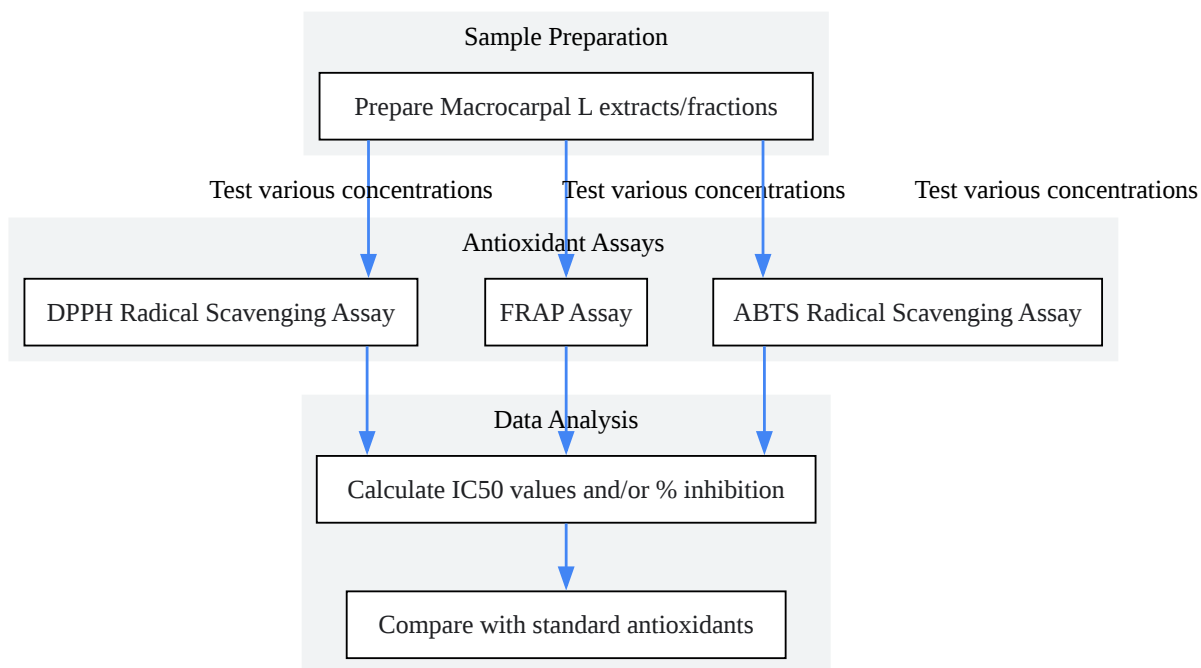 Sample Preparation
Prepare Macrocarpal L extracts/fractions
Test various concentrations
Test various concentrations
Test various concentrations
Antioxidant Assays
DPPH Radical Scavenging Assay
FRAP Assay
ABTS Radical Scavenging Assay
Data Analysis
Calculate IC50 values and/or % inhibition
Compare with standard antioxidants